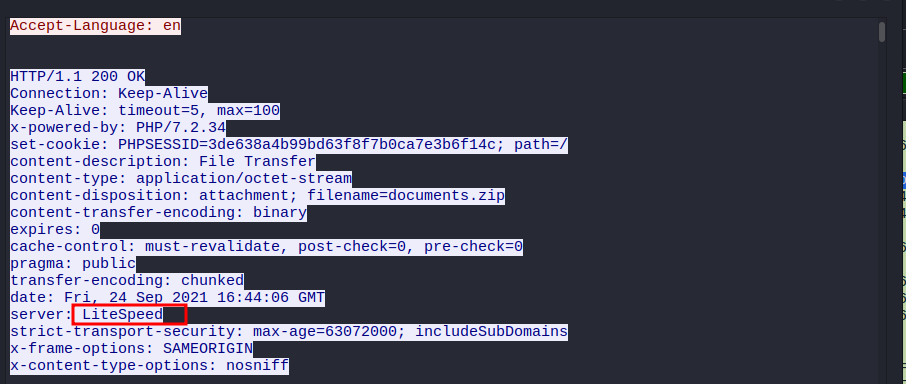 Accept-Language: en
HTTP/1.1 200 OK
Connection: Keep-Alive
Keep-Alive: timeout=5, max=100
x-powered-by: PHP/7.2.34
set-cookie: PHPSESSID=3de638a4b99bd63f8f7b0ca7e3b6f14c; path=/
content-description: File Transfer
content-type: application/octet-stream
content-disposition: attachment; filename=documents.zip
content-transfer-encoding: binary
expires: 0
cache-control: must-revalidate, post-check=0, pre-check=0
pragma: public
transfer-encoding: chunked
date: Fri, 24 Sep 2021 16:44:06 GMT
server: LiteSpeed
strict-transport-security: max-age=63072000; includeSubDomains
x-frame-options: SAMEORIGIN
x-content-type-options: nosniff